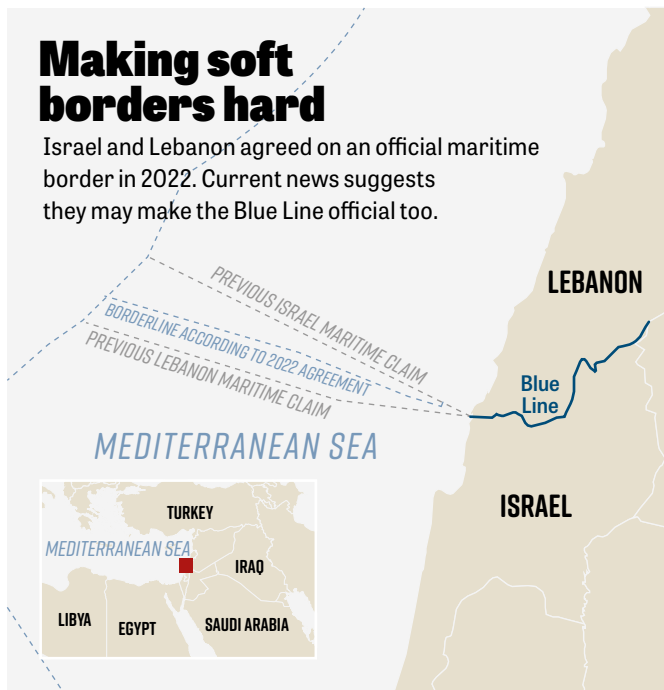 Making soft
borders hard
Israel and Lebanon agreed on an official maritime
border in 2022. Current news suggests
they may make the Blue Line official too.
PREVIOUS ISRAEL MARITIME CLAIM
BORDERLINE ACCORDING TO 2022 AGREEMENT
PREVIOUS LEBANON MARITIME CLAIM
LEBANON
Blue
Line
MEDITERRANEAN SEA
ISRAEL
TURKEY
MEDITERRANEAN SEA
IRAQ
LIBYA
EGYPT
SAUDI ARABIA